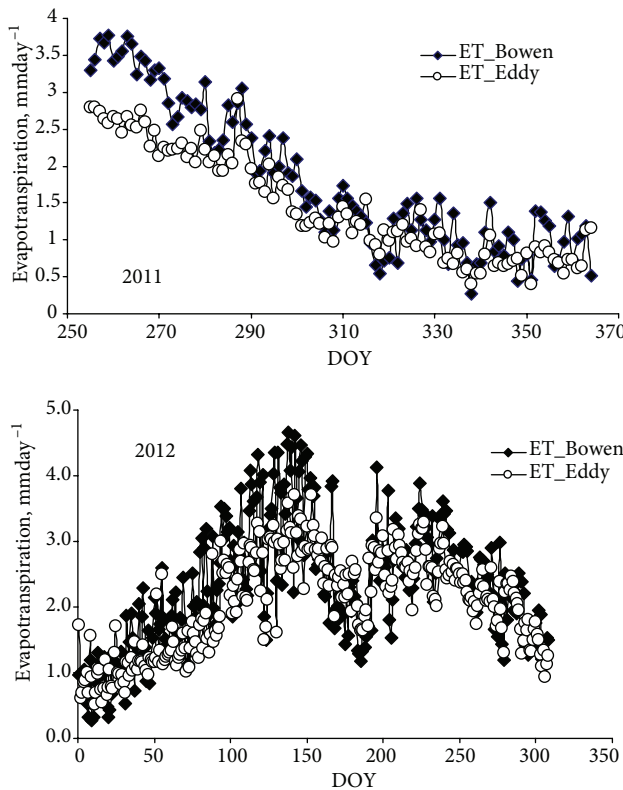 4
3.5
3
2.5
2
1.5
1
0.5
0
Evapotranspiration, mmday⁻¹
ET_Bowen
ET_Eddy
2011
250 270 290 310 330 350 370
DOY
5.0
4.0
3.0
2.0
1.0
0.0
Evapotranspiration, mmday⁻¹
2012
ET_Bowen
ET_Eddy
0 50 100 150 200 250 300 350
DOY